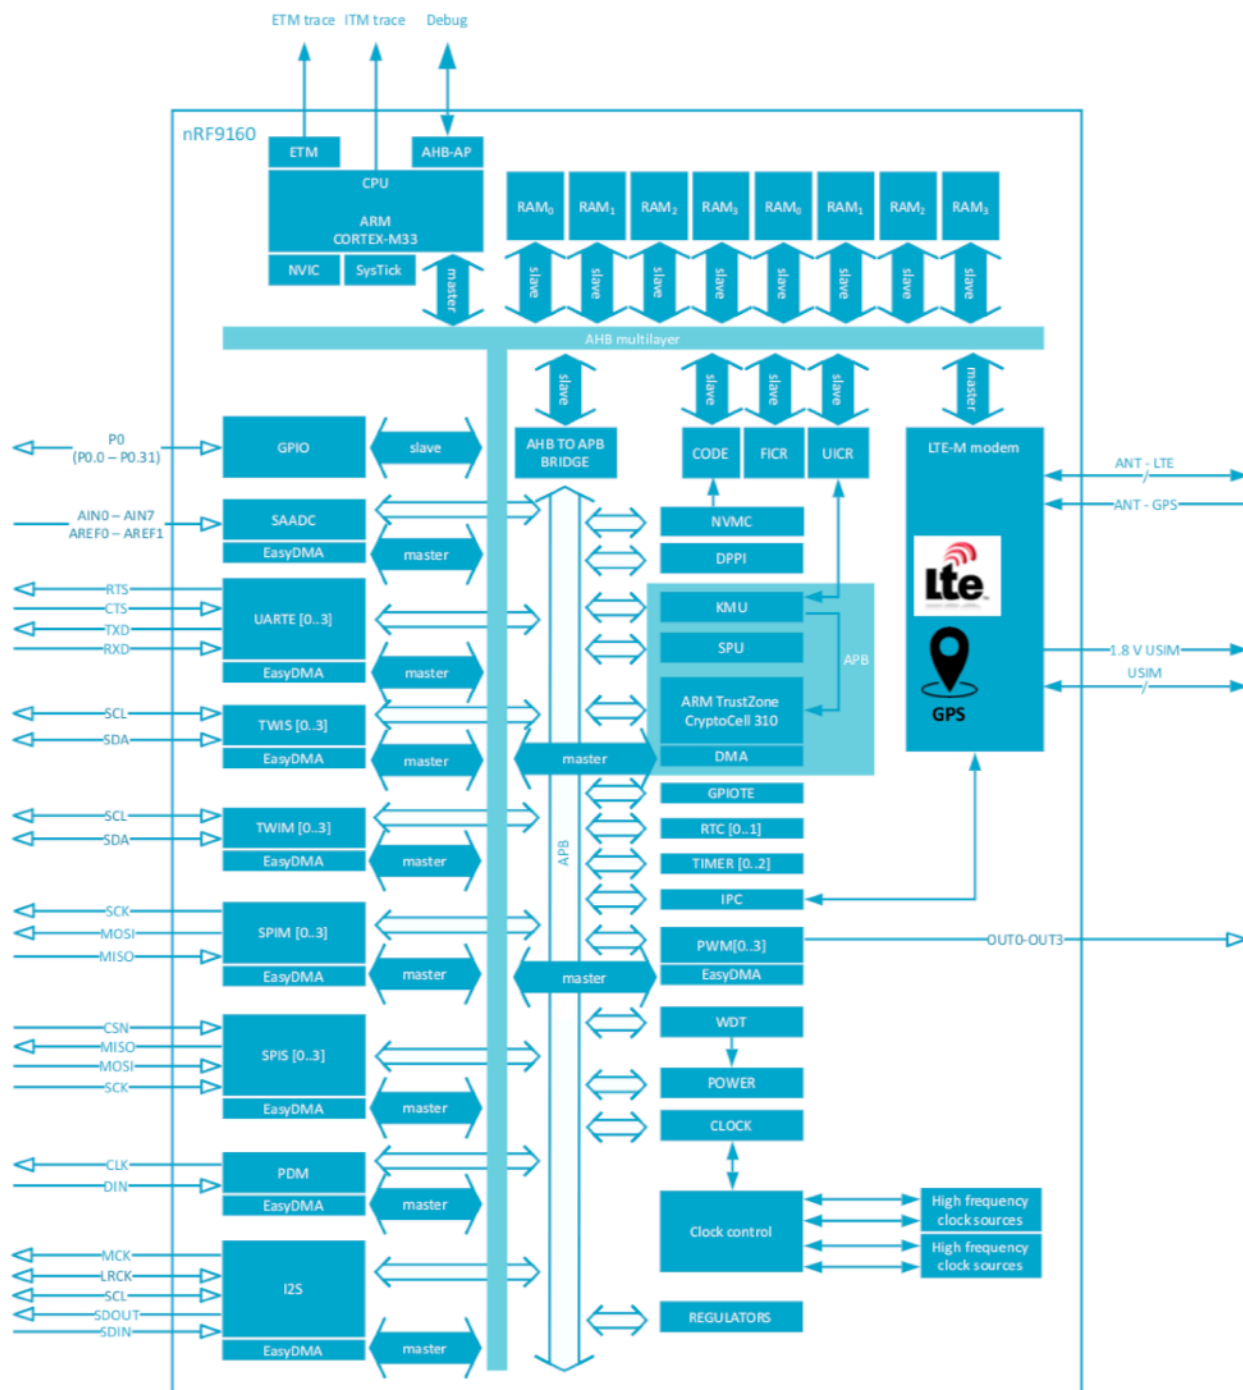 ETM trace
ITM trace
Debug
nRF9160
ETM
AHB-AP
CPU
ARM
CORTEX-M33
NVIC
SysTick
master
RAM0
RAM1
RAM2
RAM3
RAM0
RAM1
RAM2
RAM3
slave
slave
slave
slave
slave
slave
slave
slave
AHB multilayer
slave
slave
slave
slave
master
P0
(P0.0 – P0.31)
GPIO
slave
AHB TO APB
BRIDGE
CODE
FICR
UICR
LTE-M modem
ANT - LTE
ANT - GPS
AIN0 – AIN7
AREF0 – AREF1
SAADC
EasyDMA
master
NVMC
DPPI
Lte
RTS
CTS
TXD
RXD
UARTE [0..3]
EasyDMA
master
KMU
SPU
APB
1.8 V USIM
USIM
GPS
SCL
SDA
TWIS [0..3]
EasyDMA
master
ARM TrustZone
CryptoCell 310
DMA
master
SCL
SDA
TWIM [0..3]
EasyDMA
master
APB
GPIOTE
RTC [0..1]
TIMER [0..2]
IPC
SCK
MOSI
MISO
SPIM [0..3]
EasyDMA
master
master
PWM[0..3]
EasyDMA
OUT0-OUT3
CSN
MISO
MOSI
SCK
SPIS [0..3]
EasyDMA
master
WDT
POWER
CLOCK
CLK
DIN
PDM
EasyDMA
master
Clock control
High frequency
clock sources
High frequency
clock sources
MCK
LRCK
SCL
SDOUT
SDIN
I2S
EasyDMA
master
REGULATORS